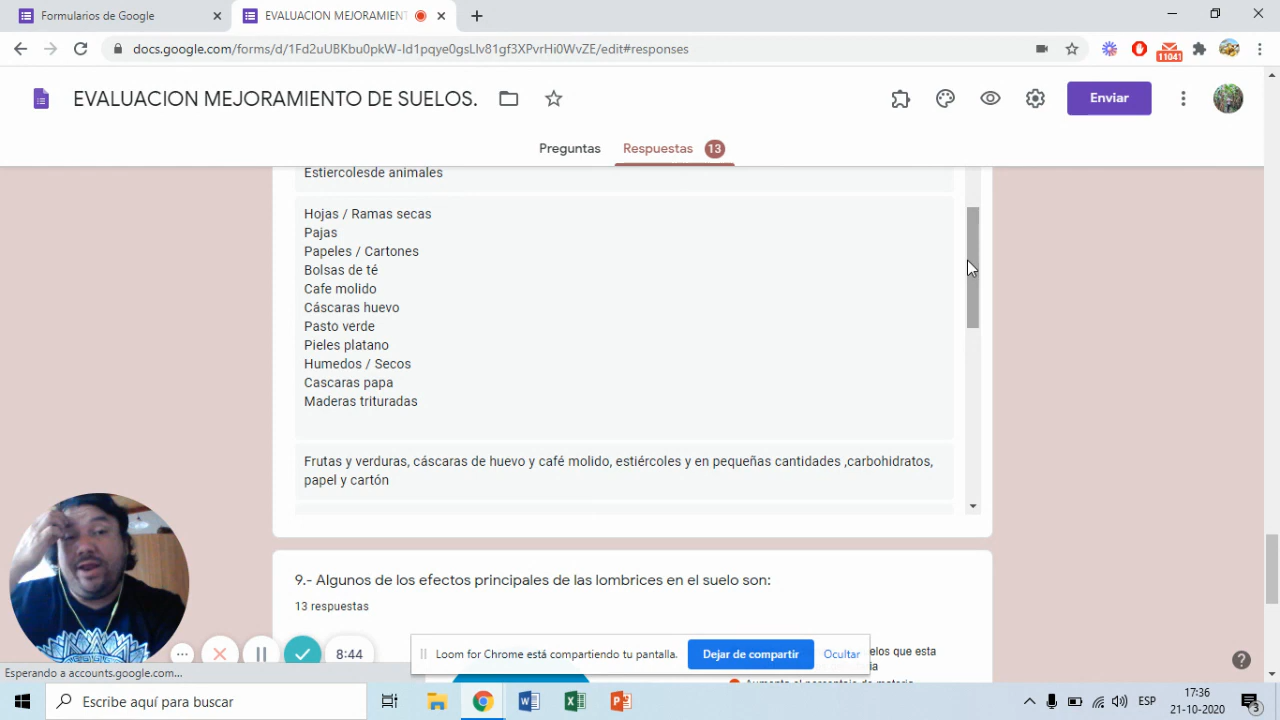 Formularios de Google
EVALUACION MEJORAMIENT
docs.google.com/forms/d/1Fd2uUBKbu0pkW-Id1pqye0gsLlv81gf3XPvrHi0WvZE/edit#responses
11041
EVALUACION MEJORAMIENTO DE SUELOS.
Enviar
Preguntas
Respuestas 13
Estiercolesde animales
Hojas / Ramas secas
Pajas
Papeles / Cartones
Bolsas de té
Cafe molido
Cáscaras huevo
Pasto verde
Pieles platano
Humedos / Secos
Cascaras papa
Maderas trituradas
Frutas y verduras, cáscaras de huevo y café molido, estiércoles y en pequeñas cantidades ,carbohidratos,
papel y cartón
9.- Algunos de los efectos principales de las lombrices en el suelo son:
13 respuestas
8:44
Loom for Chrome está compartiendo tu pantalla.
Dejar de compartir
Ocultar
elos que esta
Esperando a accounts.google.com...
Escribe aquí para buscar
ESP
17:36
21-10-2020
3